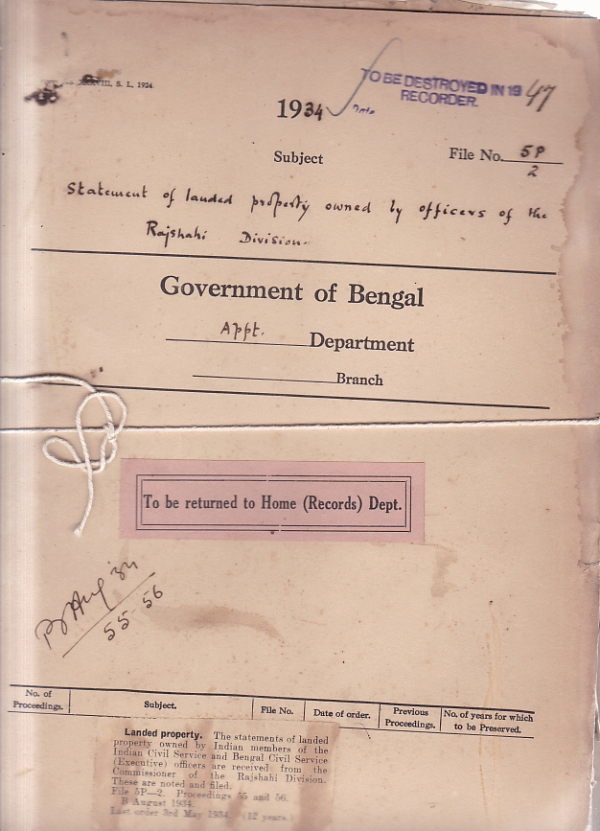 S. L., 1934
TO BE DESTROYED IN 1947
RECORDER.
1934
Subject
File No. 5P/2
Statement of landed property owned by officers of the
Rajshahi Division.
Government of Bengal
Appt. Department
Branch
To be returned to Home (Records) Dept.
B Aug '34
55-56
No. of Proceedings. Subject. File No. Date of order. Previous Proceedings. No. of years for which to be Preserved.
Landed property. The statements of landed
property owned by Indian members of the
Indian Civil Service and Bengal Civil Service
(Executive) officers are received from the
Commissioner of the Rajshahi Division.
These are noted and filed.
File 5P—2. Proceedings 55 and 56.
B August 1934.
Last order 3rd May 1934. (12 years.)